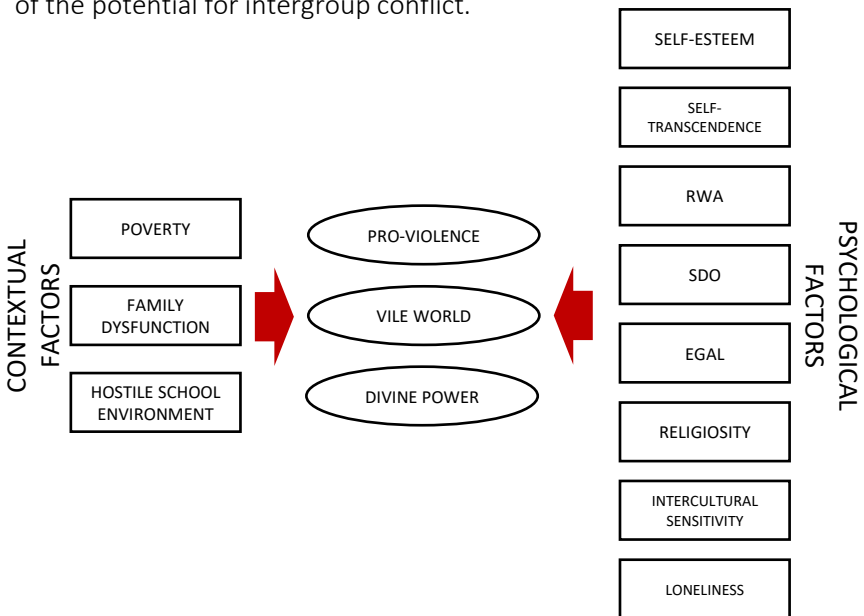 of the potential for intergroup conflict.
CONTEXTUAL
FACTORS
POVERTY
FAMILY
DYSFUNCTION
HOSTILE SCHOOL
ENVIRONMENT
PRO-VIOLENCE
VILE WORLD
DIVINE POWER
SELF-ESTEEM
SELF-
TRANSCENDENCE
RWA
SDO
EGAL
RELIGIOSITY
INTERCULTURAL
SENSITIVITY
LONELINESS
PSYCHOLOGICAL
FACTORS